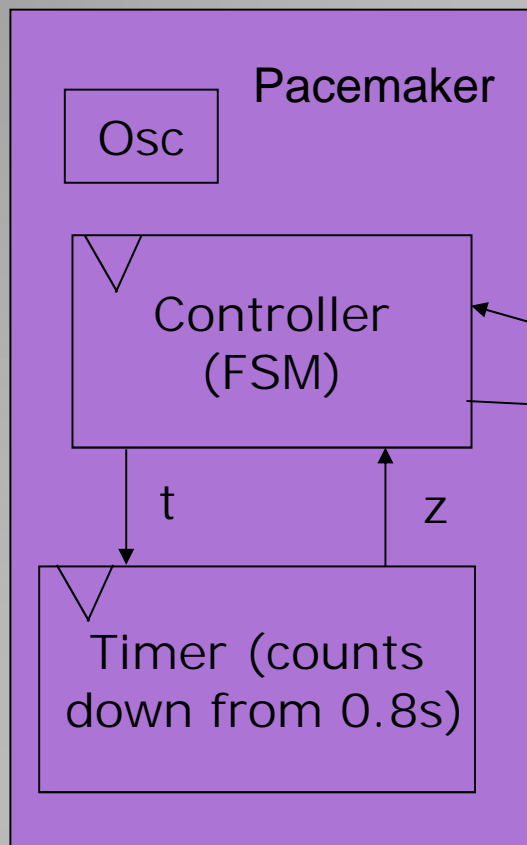 Pacemaker
Osc
Controller
(FSM)
t
z
Timer (counts
down from 0.8s)